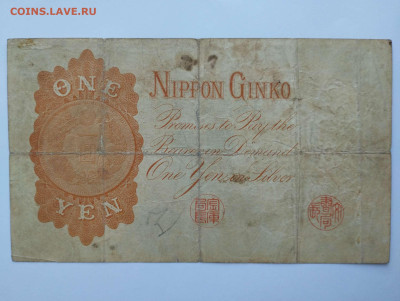 COINS.LAVE.RU
ONE
YEN
NIPPON GINKO
Promises to Pay the
Bearer on Demand
One Yen in Silver